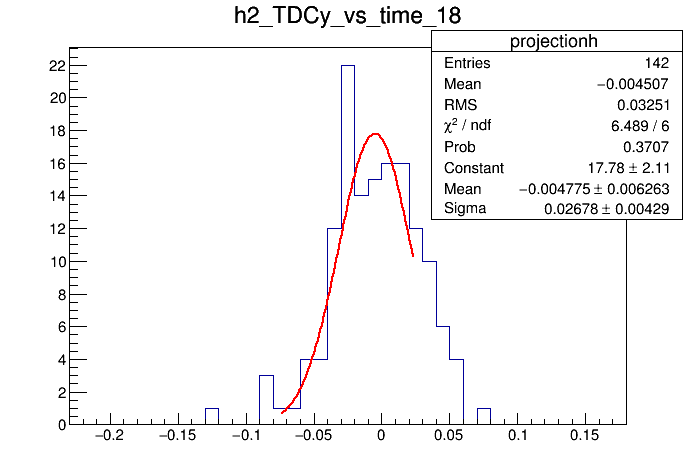 h2_TDCy_vs_time_18
projectionh
Entries 142
Mean −0.004507
RMS 0.03251
χ² / ndf 6.489 / 6
Prob 0.3707
Constant 17.78 ± 2.11
Mean −0.004775 ± 0.006263
Sigma 0.02678 ± 0.00429
22
20
18
16
14
12
10
8
6
4
2
0
−0.2 −0.15 −0.1 −0.05 0 0.05 0.1 0.15